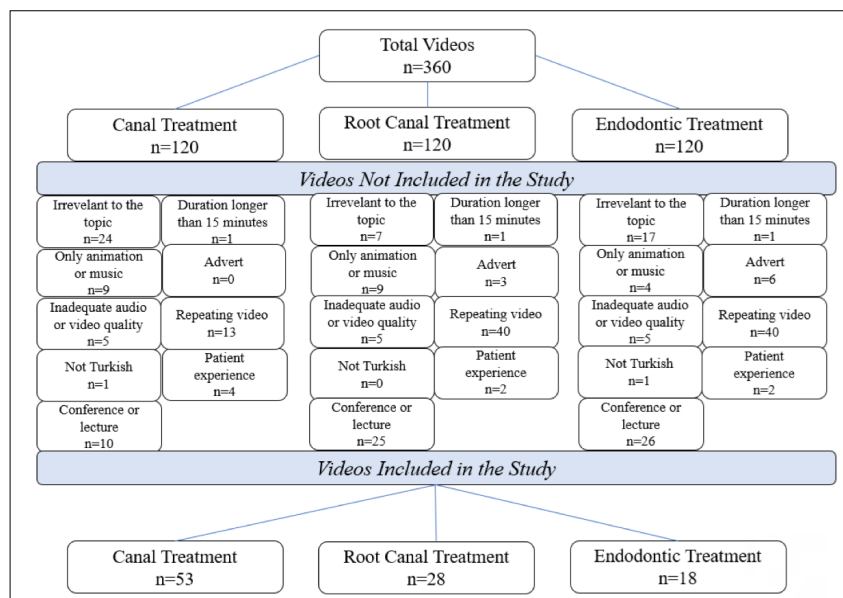 Total Videos
n=360
Canal Treatment
n=120
Root Canal Treatment
n=120
Endodontic Treatment
n=120
Videos Not Included in the Study
Irrevelant to the
topic
n=24
Duration longer
than 15 minutes
n=1
Only animation
or music
n=9
Advert
n=0
Inadequate audio
or video quality
n=5
Repeating video
n=13
Not Turkish
n=1
Patient
experience
n=4
Conference or
lecture
n=10
Irrevelant to the
topic
n=7
Duration longer
than 15 minutes
n=1
Only animation
or music
n=9
Advert
n=3
Inadequate audio
or video quality
n=5
Repeating video
n=40
Not Turkish
n=0
Patient
experience
n=2
Conference or
lecture
n=25
Irrevelant to the
topic
n=17
Duration longer
than 15 minutes
n=1
Only animation
or music
n=4
Advert
n=6
Inadequate audio
or video quality
n=5
Repeating video
n=40
Not Turkish
n=1
Patient
experience
n=2
Conference or
lecture
n=26
Videos Included in the Study
Canal Treatment
n=53
Root Canal Treatment
n=28
Endodontic Treatment
n=18